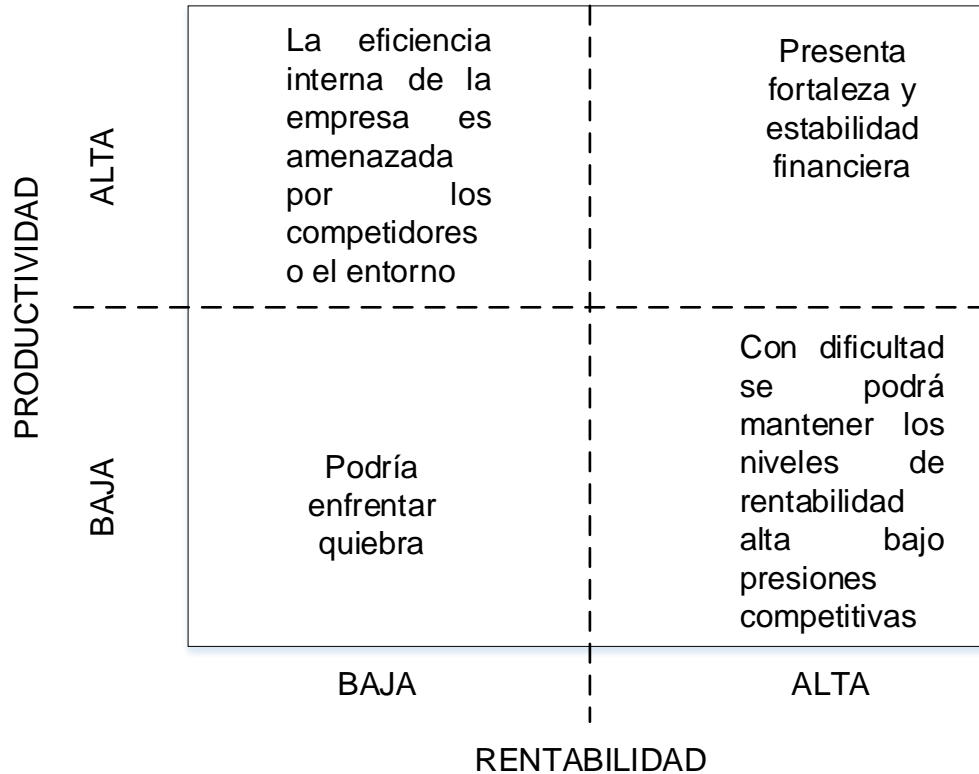 La eficiencia
interna de la
empresa es
amenazada
por los
competidores
o el entorno
Presenta
fortaleza y
estabilidad
financiera
PRODUCTIVIDAD
ALTA
BAJA
Podría
enfrentar
quiebra
Con dificultad
se podrá
mantener los
niveles de
rentabilidad
alta bajo
presiones
competitivas
BAJA
ALTA
RENTABILIDAD